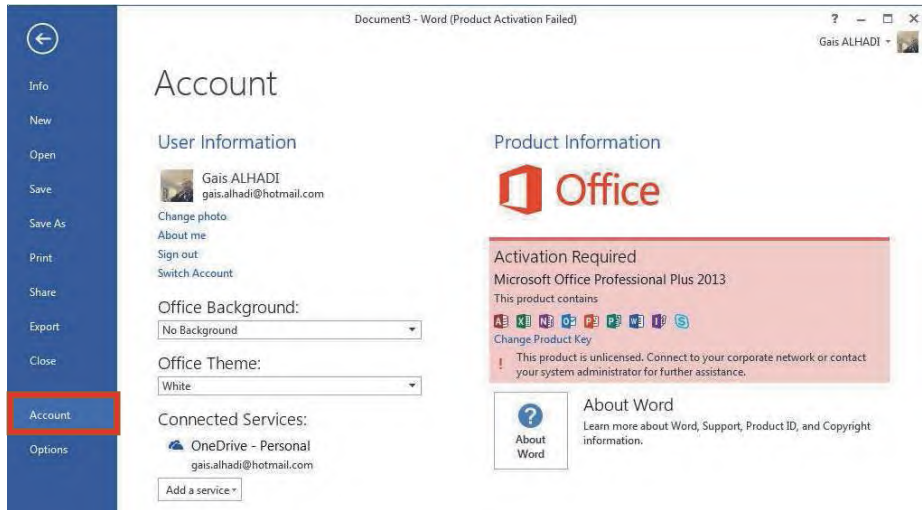 Document3 - Word (Product Activation Failed)
?
Gais ALHADI
Info
New
Open
Save
Save As
Print
Share
Export
Close
Account
Options
Account
User Information
Gais ALHADI
gais.alhadi@hotmail.com
Change photo
About me
Sign out
Switch Account
Office Background:
No Background
Office Theme:
White
Connected Services:
OneDrive - Personal
gais.alhadi@hotmail.com
Add a service
Product Information
Office
Activation Required
Microsoft Office Professional Plus 2013
This product contains
Change Product Key
! This product is unlicensed. Connect to your corporate network or contact
your system administrator for further assistance.
?
About
Word
About Word
Learn more about Word, Support, Product ID, and Copyright
information.